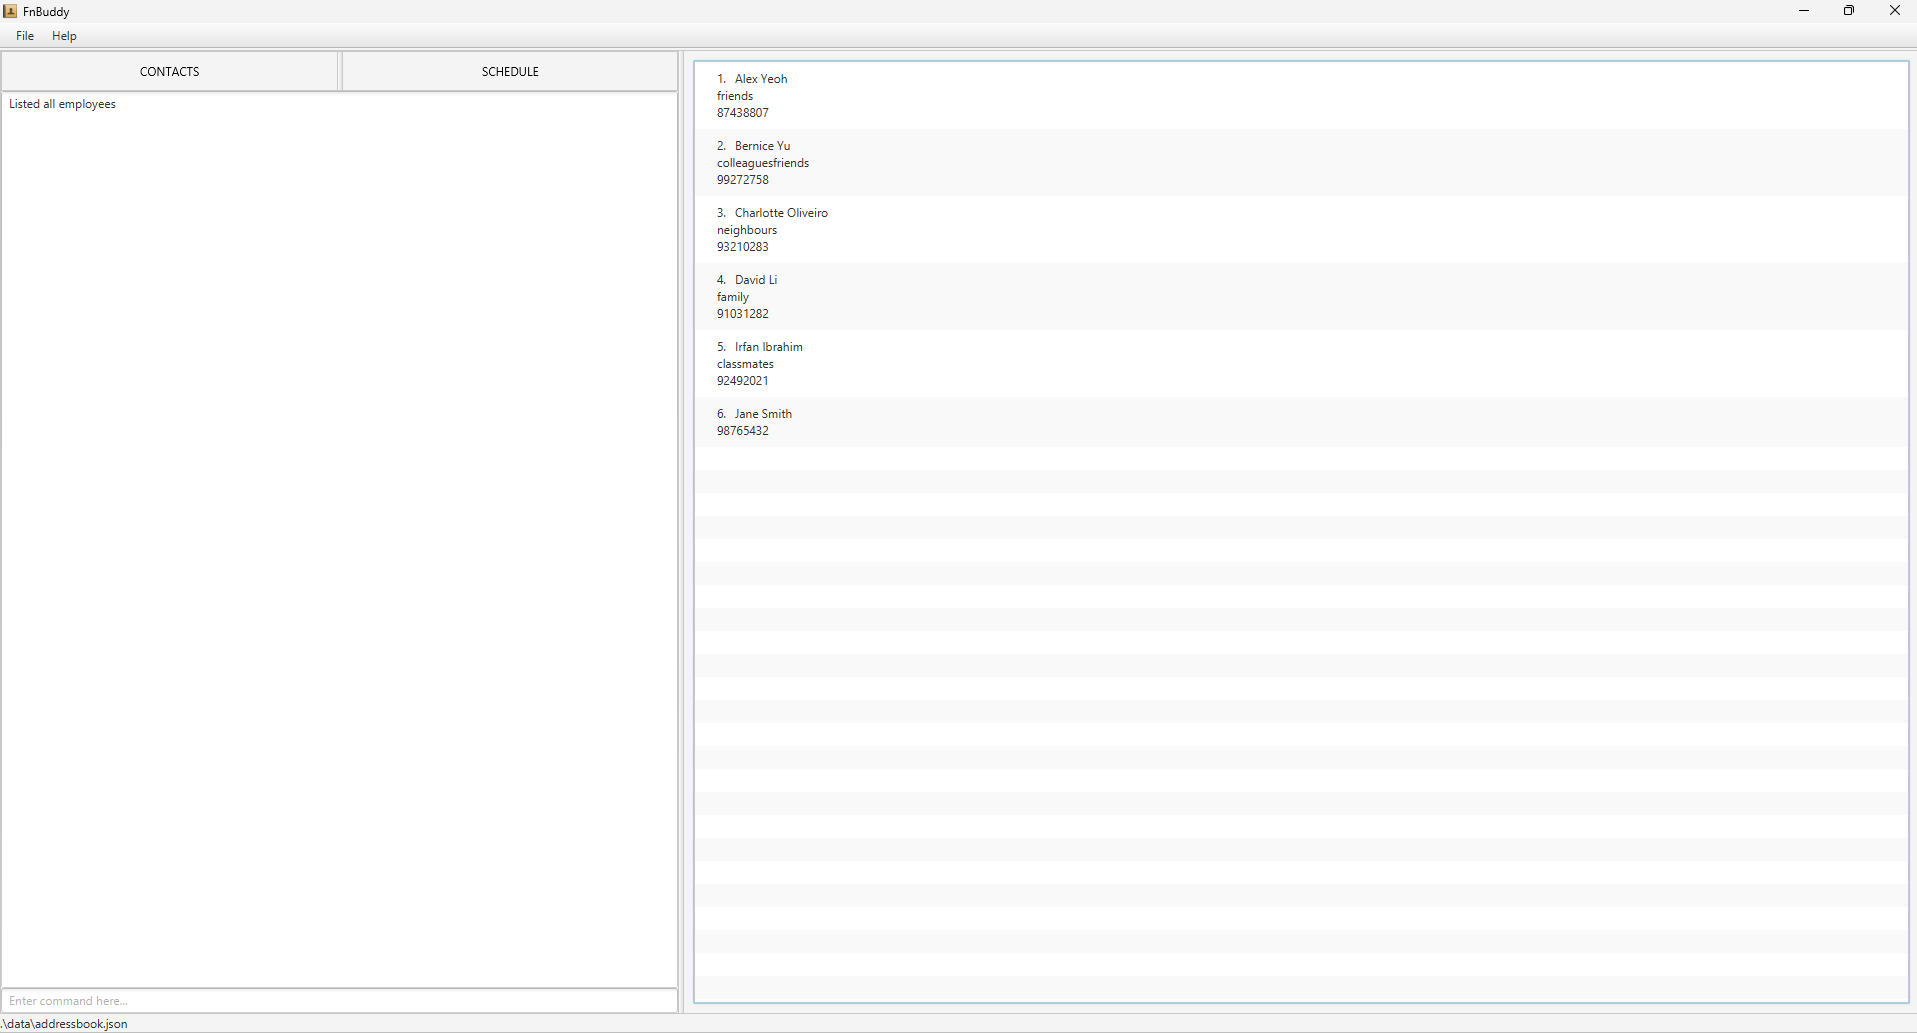 FnBuddy
File Help
CONTACTS SCHEDULE
Listed all employees
1. Alex Yeoh
friends
87438807
2. Bernice Yu
colleaguesfriends
99272758
3. Charlotte Oliveiro
neighbours
93210283
4. David Li
family
91031282
5. Irfan Ibrahim
classmates
92492021
6. Jane Smith
98765432
Enter command here...
.\data\addressbook.json